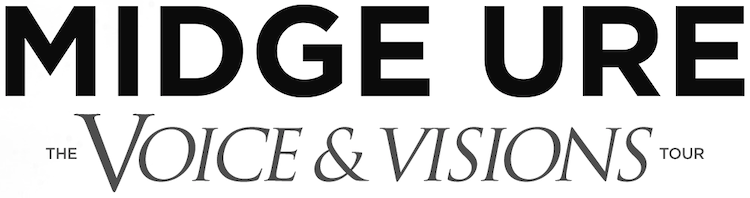 MIDGE URE
THE VOICE & VISIONS TOUR